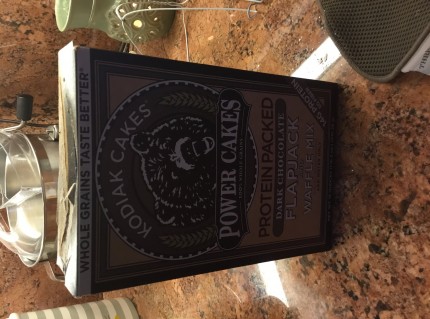 WHOLE GRAINS TASTE BETTER
KODIAK CAKES
POWER CAKES
PROTEIN PACKED
DARK CHOCOLATE
FLAPJACK
WAFFLE MIX